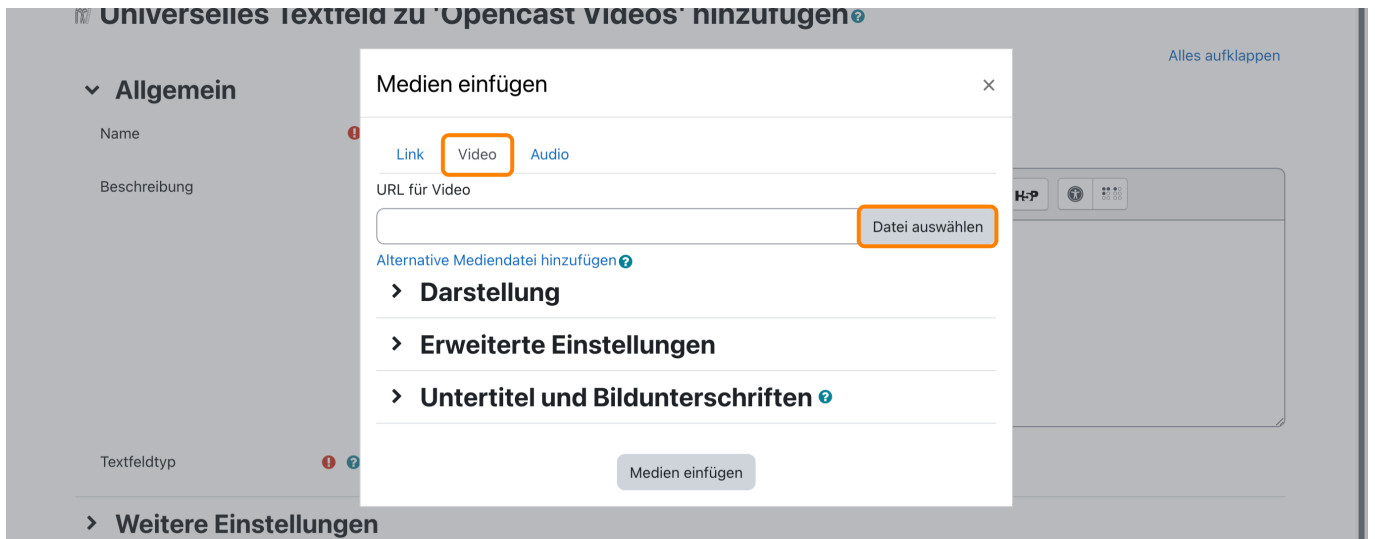 Universelles Textfeld zu 'Opencast Videos' hinzufügen
Alles aufklappen
Allgemein
Name
Beschreibung
Medien einfügen
Link Video Audio
URL für Video
Datei auswählen
Alternative Mediendatei hinzufügen
Darstellung
Erweiterte Einstellungen
Untertitel und Bildunterschriften
Medien einfügen
H5P
Textfeldtyp
Weitere Einstellungen